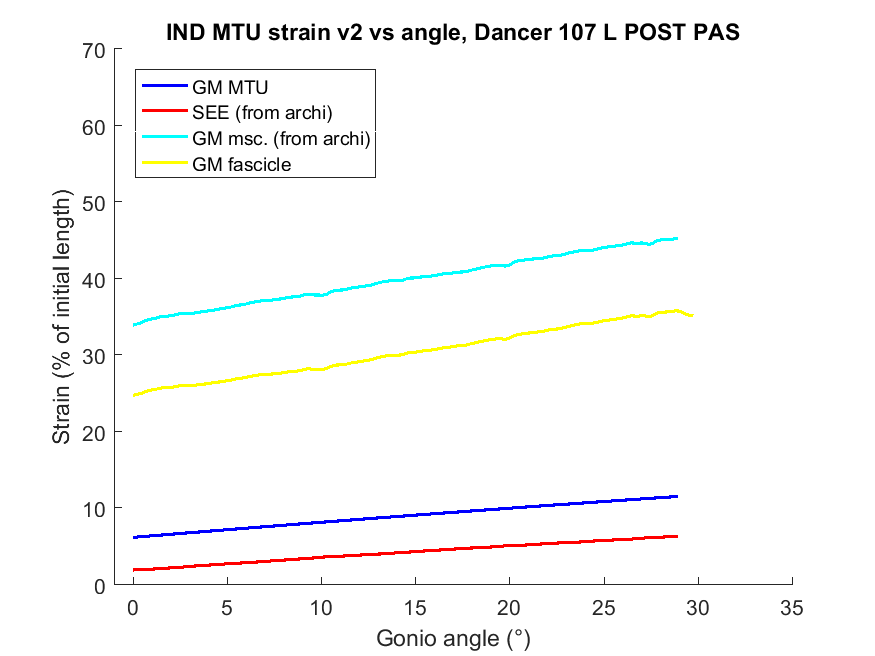 IND MTU strain v2 vs angle, Dancer 107 L POST PAS
70
60
50
40
30
20
10
0
Strain (% of initial length)
GM MTU
SEE (from archi)
GM msc. (from archi)
GM fascicle
0 5 10 15 20 25 30 35
Gonio angle (°)